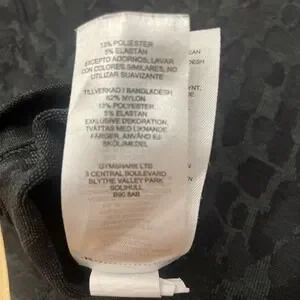 13% POLIESTER
5% ELASTÁN
EXCEPTO ADORNOS, LAVAR
CON COLORES SIMILARES, NO
UTILIZAR SUAVIZANTE
TILLVERKAD I BANGLADESH
82% NYLON
13% POLYESTER
5% ELASTAN
EXKLUSIVE DEKORATION,
TVÄTTAS MED LIKNANDE
FÄRGER, ANVÄND EJ
SKÖLJMEDEL
GYMSHARK LTD
3 CENTRAL BOULEVARD
BLYTHE VALLEY PARK
SOLIHULL
B90 8AB